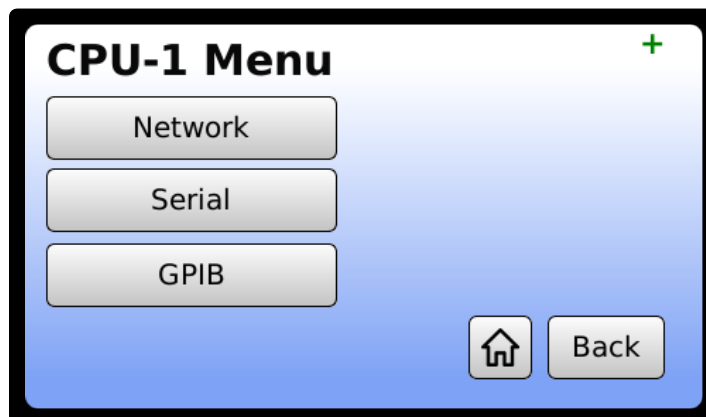 CPU-1 Menu
+
Network
Serial
GPIB
Back